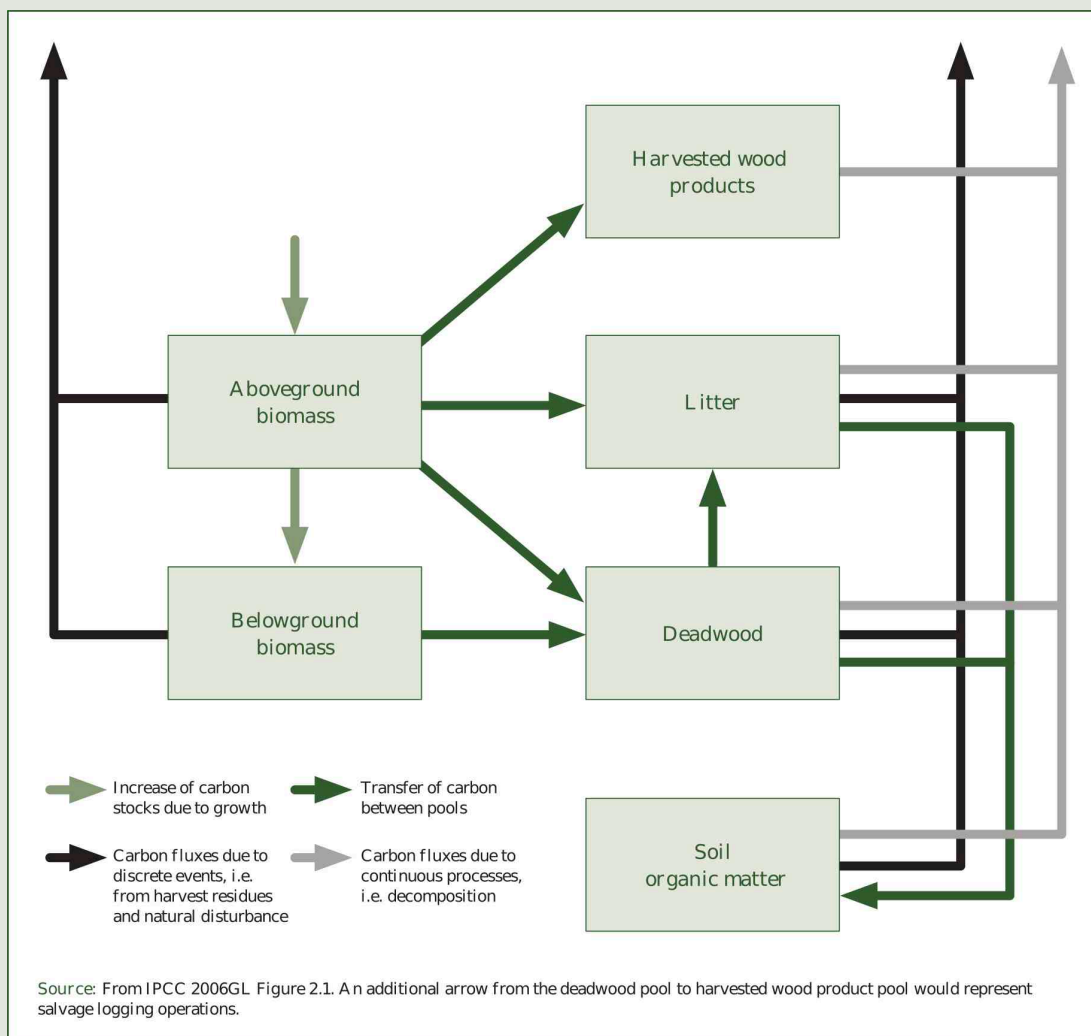 Harvested wood
products
Aboveground
biomass
Litter
Belowground
biomass
Deadwood
Increase of carbon
stocks due to growth
Transfer of carbon
between pools
Carbon fluxes due to
discrete events, i.e.
from harvest residues
and natural disturbance
Carbon fluxes due to
continuous processes,
i.e. decomposition
Soil
organic matter
Source: From IPCC 2006GL Figure 2.1. An additional arrow from the deadwood pool to harvested wood product pool would represent
salvage logging operations.